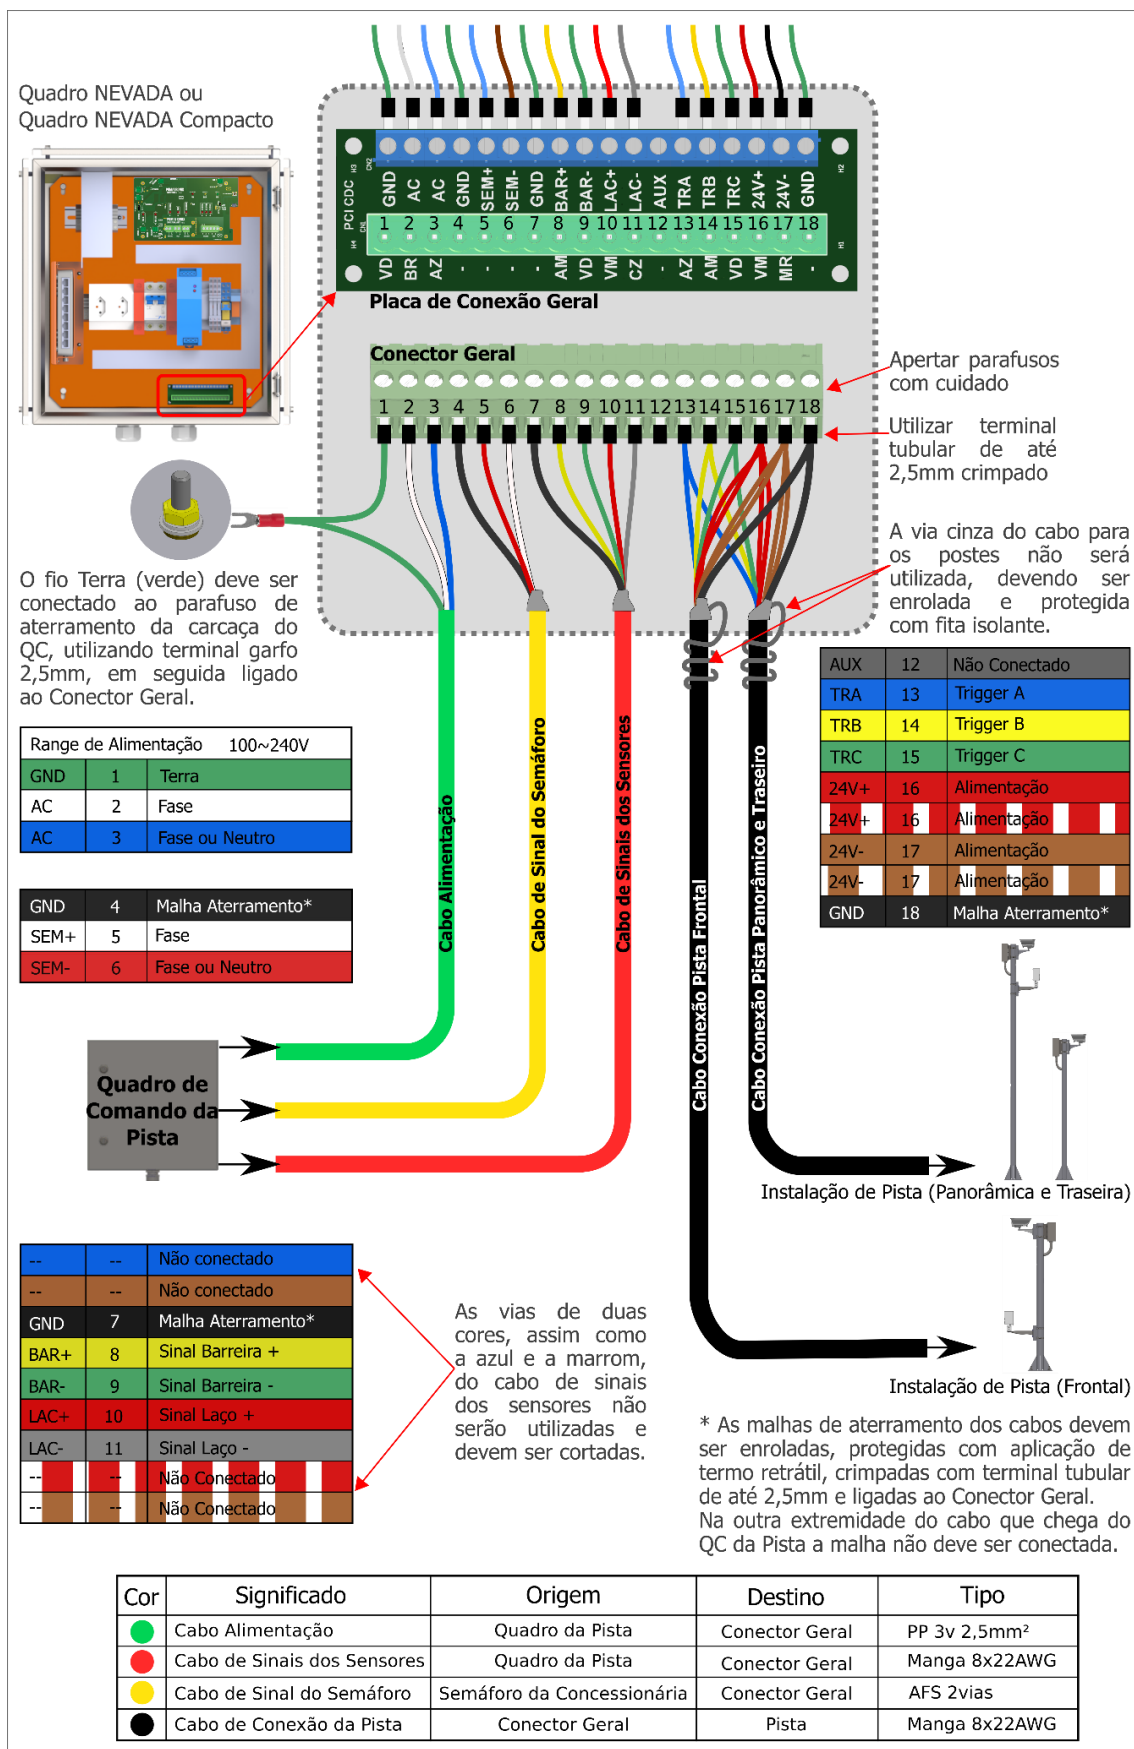 Quadro NEVADA ou
Quadro NEVADA Compacto
PCI CDC
CN2
CN1
H3
H4
H2
H1
GND AC AC GND SEM+ SEM- GND BAR+ BAR- LAC+ LAC- AUX TRA TRB TRC 24V+ 24V- GND
1 2 3 4 5 6 7 8 9 10 11 12 13 14 15 16 17 18
VD BR AZ - - - - AM VD VM CZ - AZ AM VD VM MR -
Placa de Conexão Geral
Conector Geral
1 2 3 4 5 6 7 8 9 10 11 12 13 14 15 16 17 18
Apertar parafusos
com cuidado
Utilizar terminal
tubular de até
2,5mm crimpado
A via cinza do cabo para
os postes não será
utilizada, devendo ser
enrolada e protegida
com fita isolante.
O fio Terra (verde) deve ser
conectado ao parafuso de
aterramento da carcaça do
QC, utilizando terminal garfo
2,5mm, em seguida ligado
ao Conector Geral.
Range de Alimentação 100~240V
GND 1 Terra
AC 2 Fase
AC 3 Fase ou Neutro
GND 4 Malha Aterramento*
SEM+ 5 Fase
SEM- 6 Fase ou Neutro
AUX 12 Não Conectado
TRA 13 Trigger A
TRB 14 Trigger B
TRC 15 Trigger C
24V+ 16 Alimentação
24V+ 16 Alimentação
24V- 17 Alimentação
24V- 17 Alimentação
GND 18 Malha Aterramento*
Cabo Alimentação
Cabo de Sinal do Semáforo
Cabo de Sinais dos Sensores
Cabo Conexão Pista Frontal
Cabo Conexão Pista Panorâmico e Traseiro
Quadro de
Comando da
Pista
Instalação de Pista (Panorâmica e Traseira)
Instalação de Pista (Frontal)
-- -- Não conectado
-- -- Não conectado
GND 7 Malha Aterramento*
BAR+ 8 Sinal Barreira +
BAR- 9 Sinal Barreira -
LAC+ 10 Sinal Laço +
LAC- 11 Sinal Laço -
-- -- Não Conectado
-- -- Não Conectado
As vias de duas
cores, assim como
a azul e a marrom,
do cabo de sinais
dos sensores não
serão utilizadas e
devem ser cortadas.
* As malhas de aterramento dos cabos devem
ser enroladas, protegidas com aplicação de
termo retrátil, crimpadas com terminal tubular
de até 2,5mm e ligadas ao Conector Geral.
Na outra extremidade do cabo que chega do
QC da Pista a malha não deve ser conectada.
Cor Significado Origem Destino Tipo
Cabo Alimentação Quadro da Pista Conector Geral PP 3v 2,5mm²
Cabo de Sinais dos Sensores Quadro da Pista Conector Geral Manga 8x22AWG
Cabo de Sinal do Semáforo Semáforo da Concessionária Conector Geral AFS 2vias
Cabo de Conexão da Pista Conector Geral Pista Manga 8x22AWG